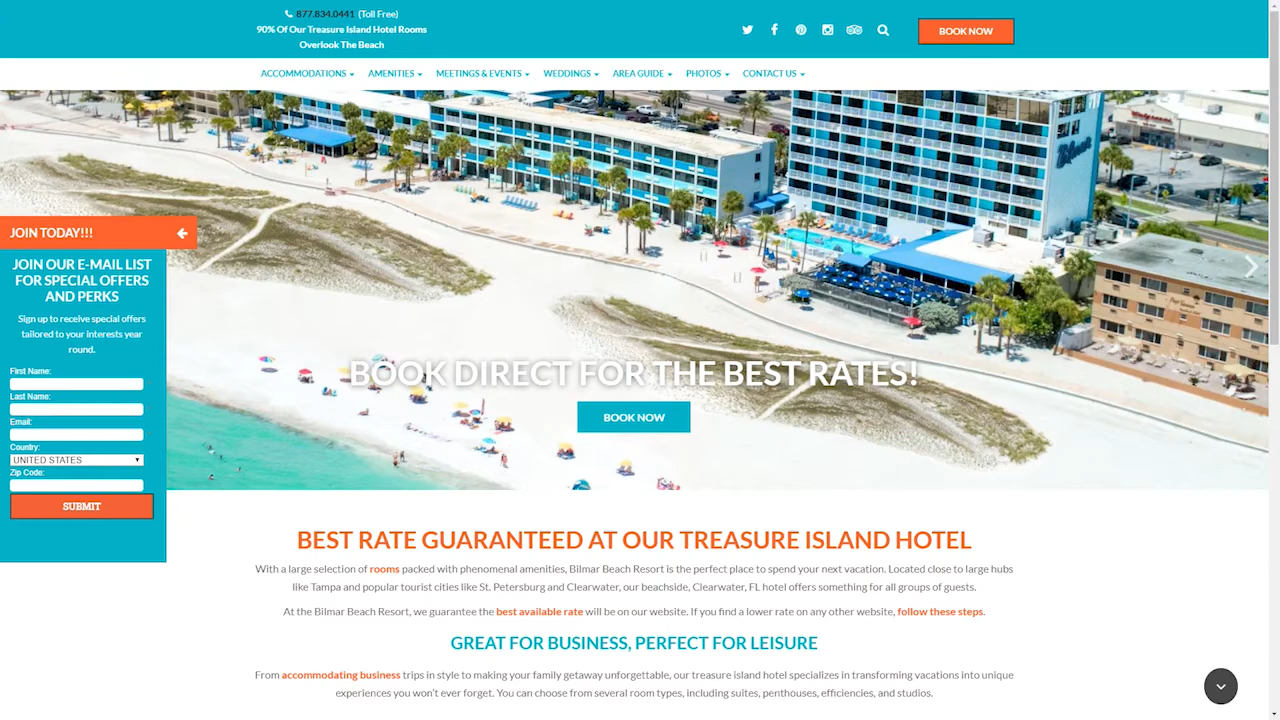 877.834.0441 (Toll Free)
90% Of Our Treasure Island Hotel Rooms
Overlook The Beach
BOOK NOW
ACCOMMODATIONS
AMENITIES
MEETINGS & EVENTS
WEDDINGS
AREA GUIDE
PHOTOS
CONTACT US
Walgreens
Bilmar
JOIN TODAY!!!
JOIN OUR E-MAIL LIST
FOR SPECIAL OFFERS
AND PERKS
Sign up to receive special offers
tailored to your interests year
round.
First Name:
Last Name:
Email:
Country:
UNITED STATES
Zip Code:
SUBMIT
BOOK DIRECT FOR THE BEST RATES!
BOOK NOW
BEST RATE GUARANTEED AT OUR TREASURE ISLAND HOTEL
With a large selection of rooms packed with phenomenal amenities, Bilmar Beach Resort is the perfect place to spend your next vacation. Located close to large hubs
like Tampa and popular tourist cities like St. Petersburg and Clearwater, our beachside, Clearwater, FL hotel offers something for all groups of guests.
At the Bilmar Beach Resort, we guarantee the best available rate will be on our website. If you find a lower rate on any other website, follow these steps.
GREAT FOR BUSINESS, PERFECT FOR LEISURE
From accommodating business trips in style to making your family getaway unforgettable, our treasure island hotel specializes in transforming vacations into unique
experiences you won't ever forget. You can choose from several room types, including suites, penthouses, efficiencies, and studios.